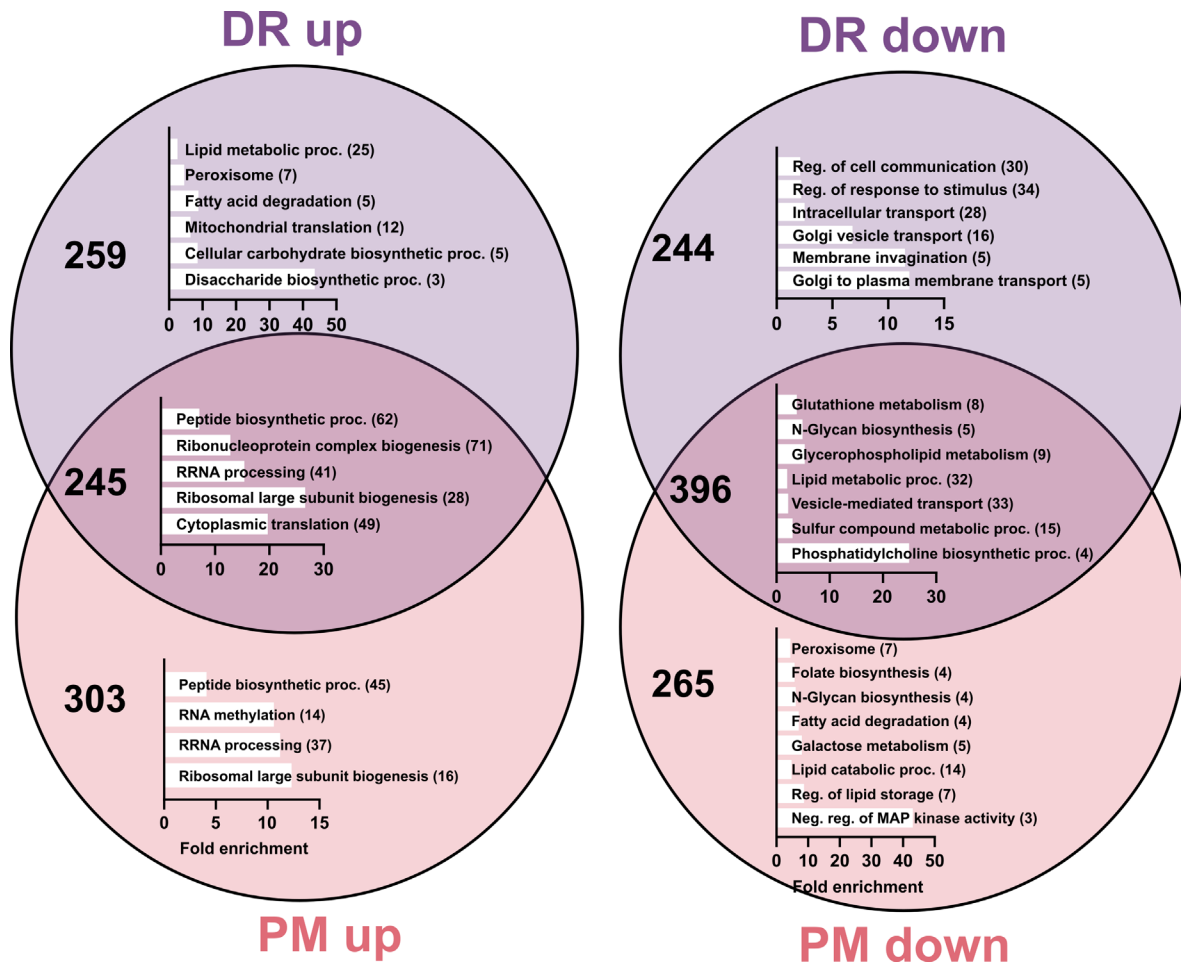 DR up
DR down
Lipid metabolic proc. (25)
Peroxisome (7)
Fatty acid degradation (5)
Mitochondrial translation (12)
Cellular carbohydrate biosynthetic proc. (5)
Disaccharide biosynthetic proc. (3)
259
0 10 20 30 40 50
Reg. of cell communication (30)
Reg. of response to stimulus (34)
Intracellular transport (28)
Golgi vesicle transport (16)
Membrane invagination (5)
Golgi to plasma membrane transport (5)
244
0 5 10 15
Peptide biosynthetic proc. (62)
Ribonucleoprotein complex biogenesis (71)
RRNA processing (41)
Ribosomal large subunit biogenesis (28)
Cytoplasmic translation (49)
245
0 10 20 30
Glutathione metabolism (8)
N-Glycan biosynthesis (5)
Glycerophospholipid metabolism (9)
Lipid metabolic proc. (32)
Vesicle-mediated transport (33)
Sulfur compound metabolic proc. (15)
Phosphatidylcholine biosynthetic proc. (4)
396
0 10 20 30
Peptide biosynthetic proc. (45)
RNA methylation (14)
RRNA processing (37)
Ribosomal large subunit biogenesis (16)
303
0 5 10 15
Fold enrichment
Peroxisome (7)
Folate biosynthesis (4)
N-Glycan biosynthesis (4)
Fatty acid degradation (4)
Galactose metabolism (5)
Lipid catabolic proc. (14)
Reg. of lipid storage (7)
Neg. reg. of MAP kinase activity (3)
265
0 10 20 30 40 50
Fold enrichment
PM up
PM down